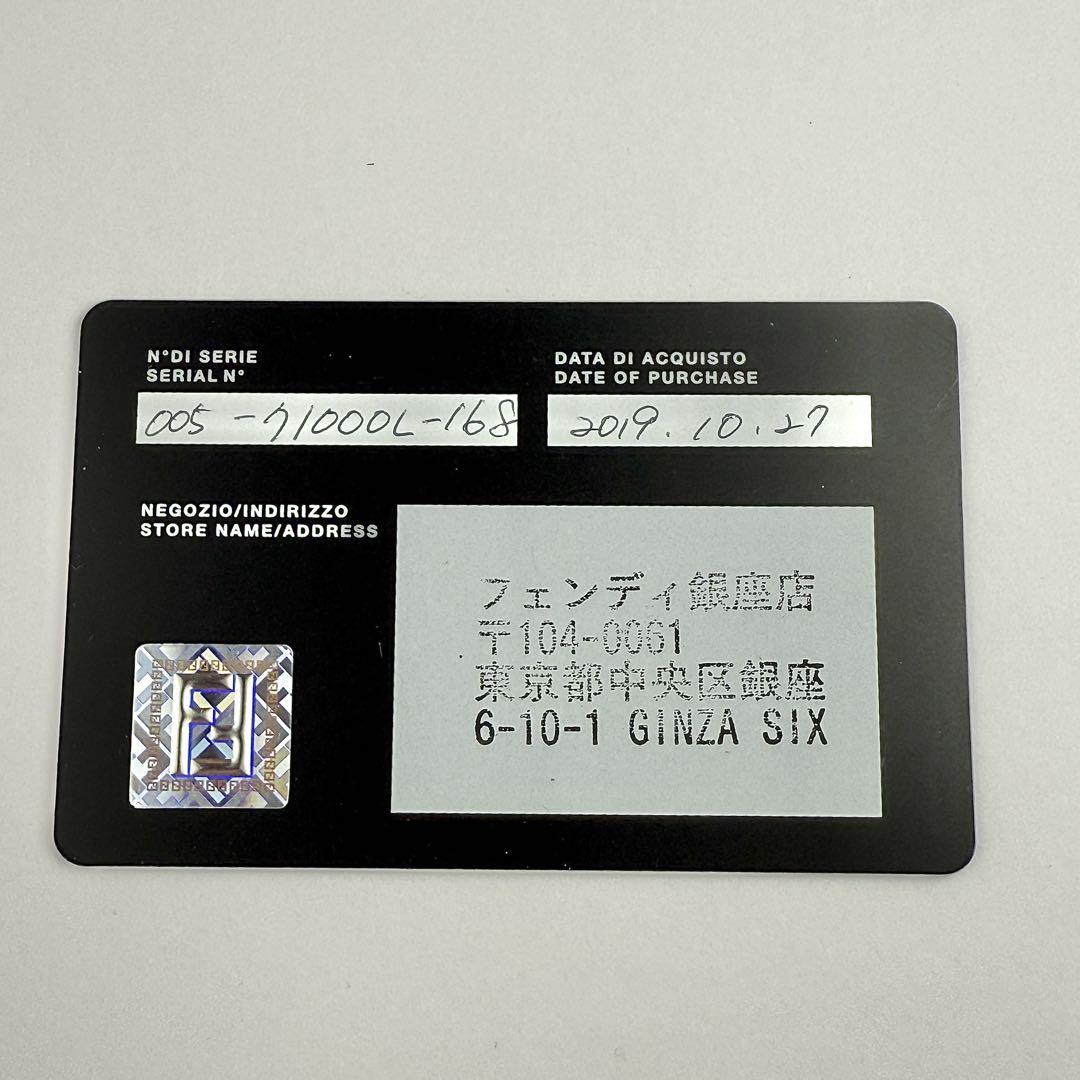 N°DI SERIE
SERIAL N°
005-71000L-168
DATA DI ACQUISTO
DATE OF PURCHASE
2019.10.27
NEGOZIO/INDIRIZZO
STORE NAME/ADDRESS
フェンディ銀座店
〒104-0061
東京都中央区銀座
6-10-1 GINZA SIX